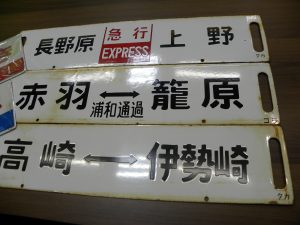 長野原 急行 EXPRESS 上野
赤羽 ↔ 籠原
浦和通過
高崎 ↔ 伊勢崎